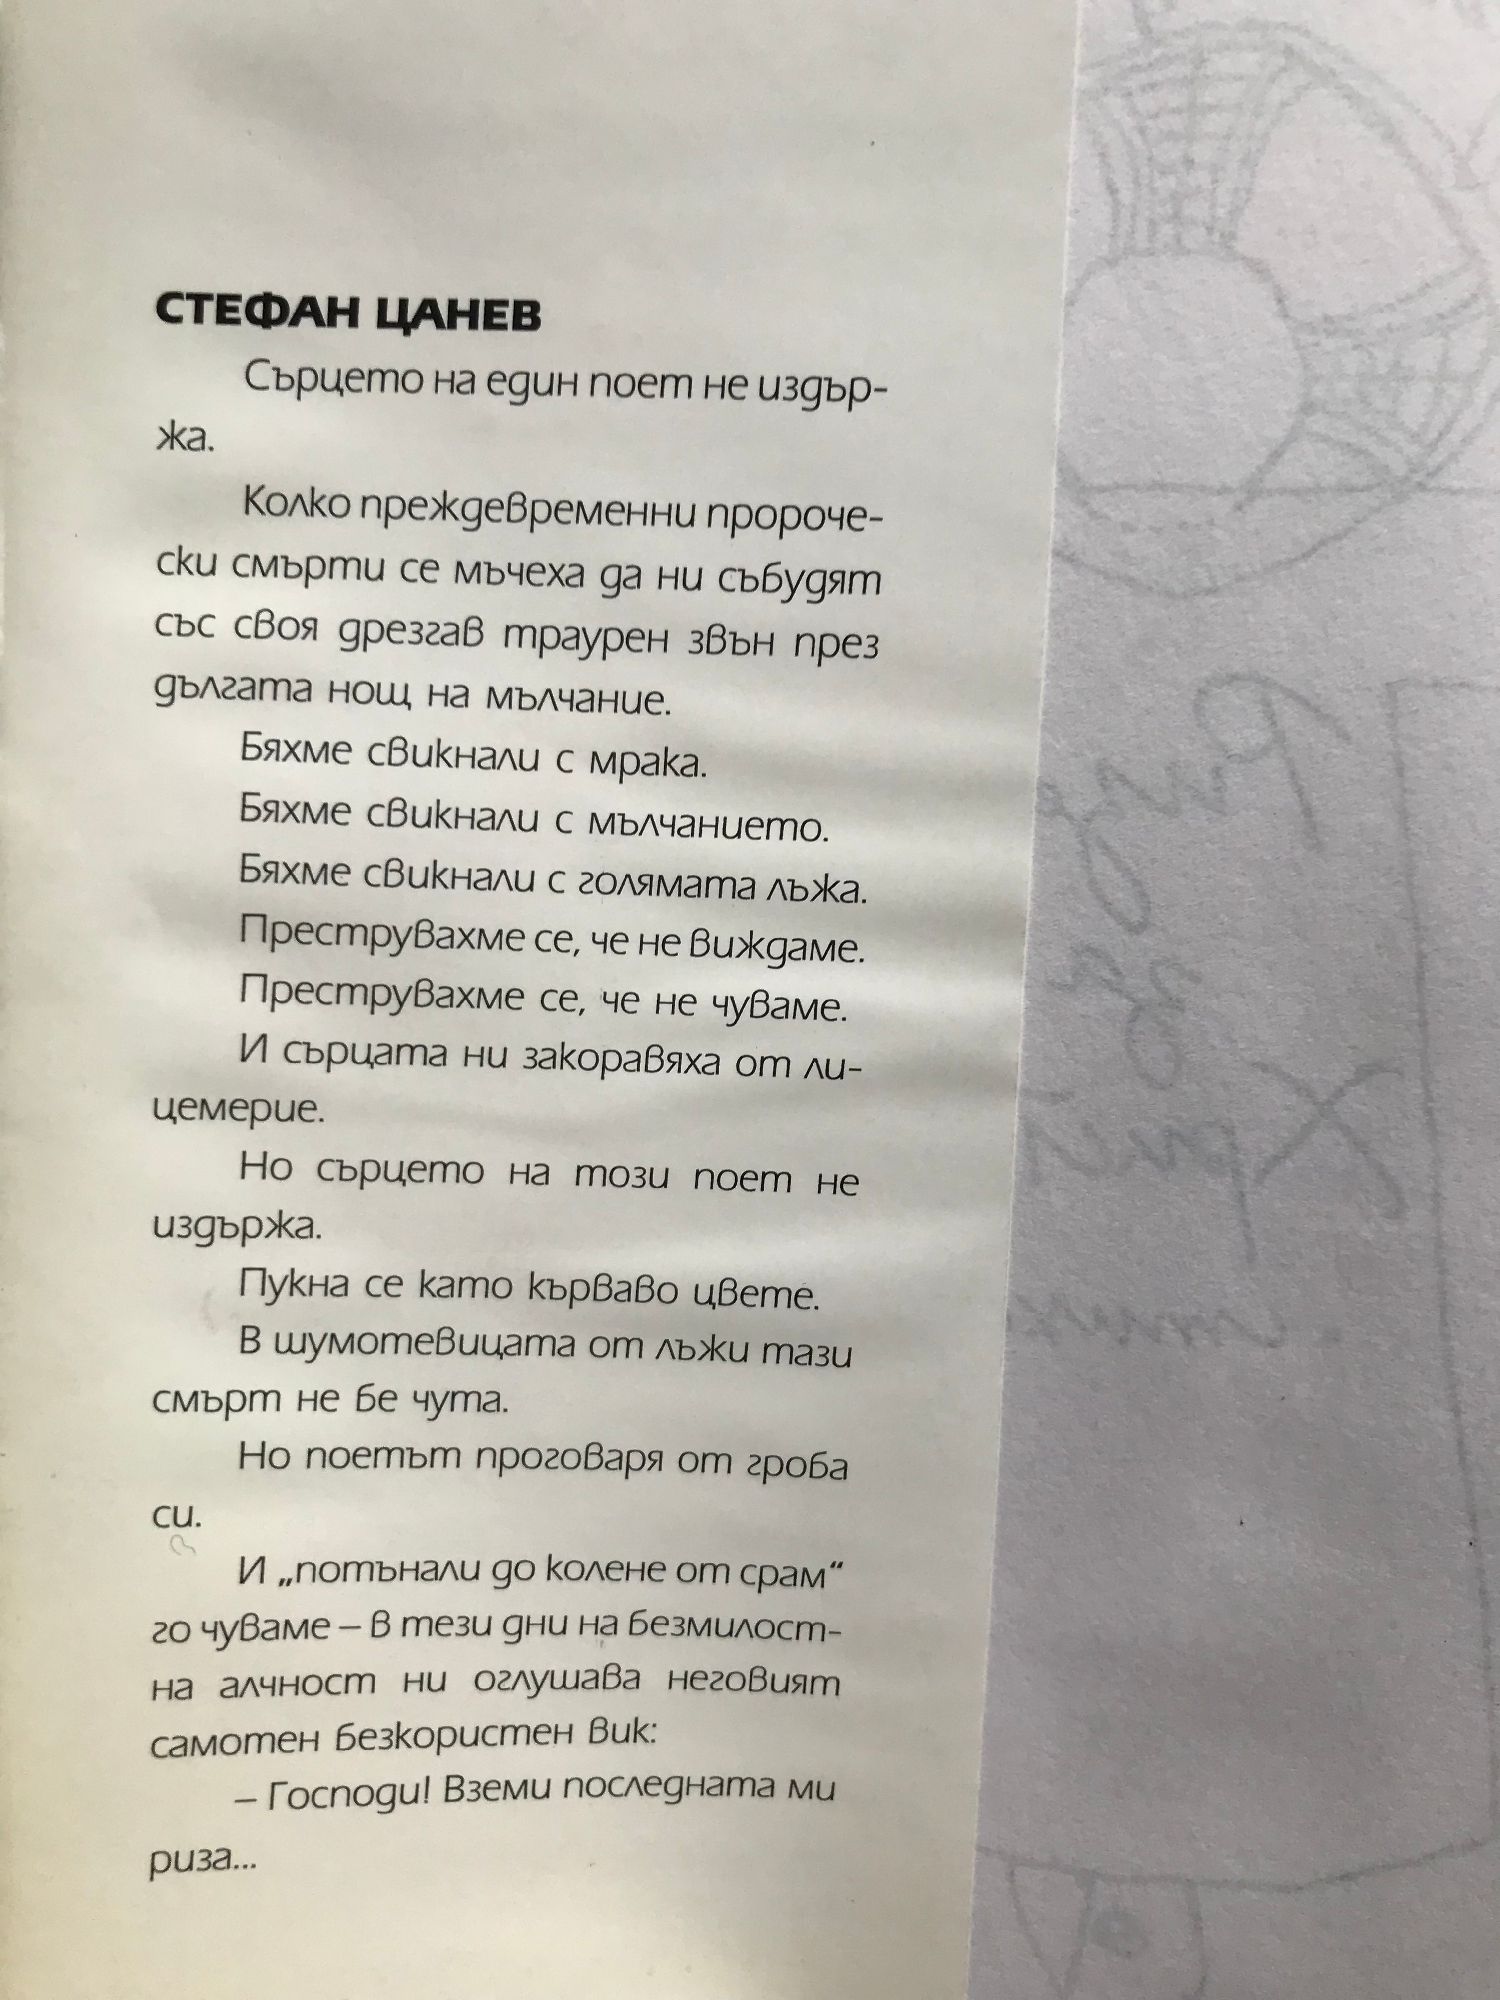 СТЕФАН ЦАНЕВ
Сърцето на един поет не издър-
жа.
Колко преждевременни пророче-
ски смърти се мъчеха да ни събудят
със своя дрезгав траурен звън през
дългата нощ на мълчание.
Бяхме свикнали с мрака.
Бяхме свикнали с мълчанието.
Бяхме свикнали с голямата лъжа.
Преструвахме се, че не виждаме.
Преструвахме се, че не чуваме.
И сърцата ни закоравяха от ли-
цемерие.
Но сърцето на този поет не
издържа.
Пукна се като кърваво цвете.
В шумотевицата от лъжи тази
смърт не бе чута.
Но поетът проговаря от гроба
си.
И „потънали до колене от срам“
го чуваме – в тези дни на безмилост-
на алчност ни оглушава неговият
самотен безкористен вик:
– Господи! Вземи последната ми
риза...